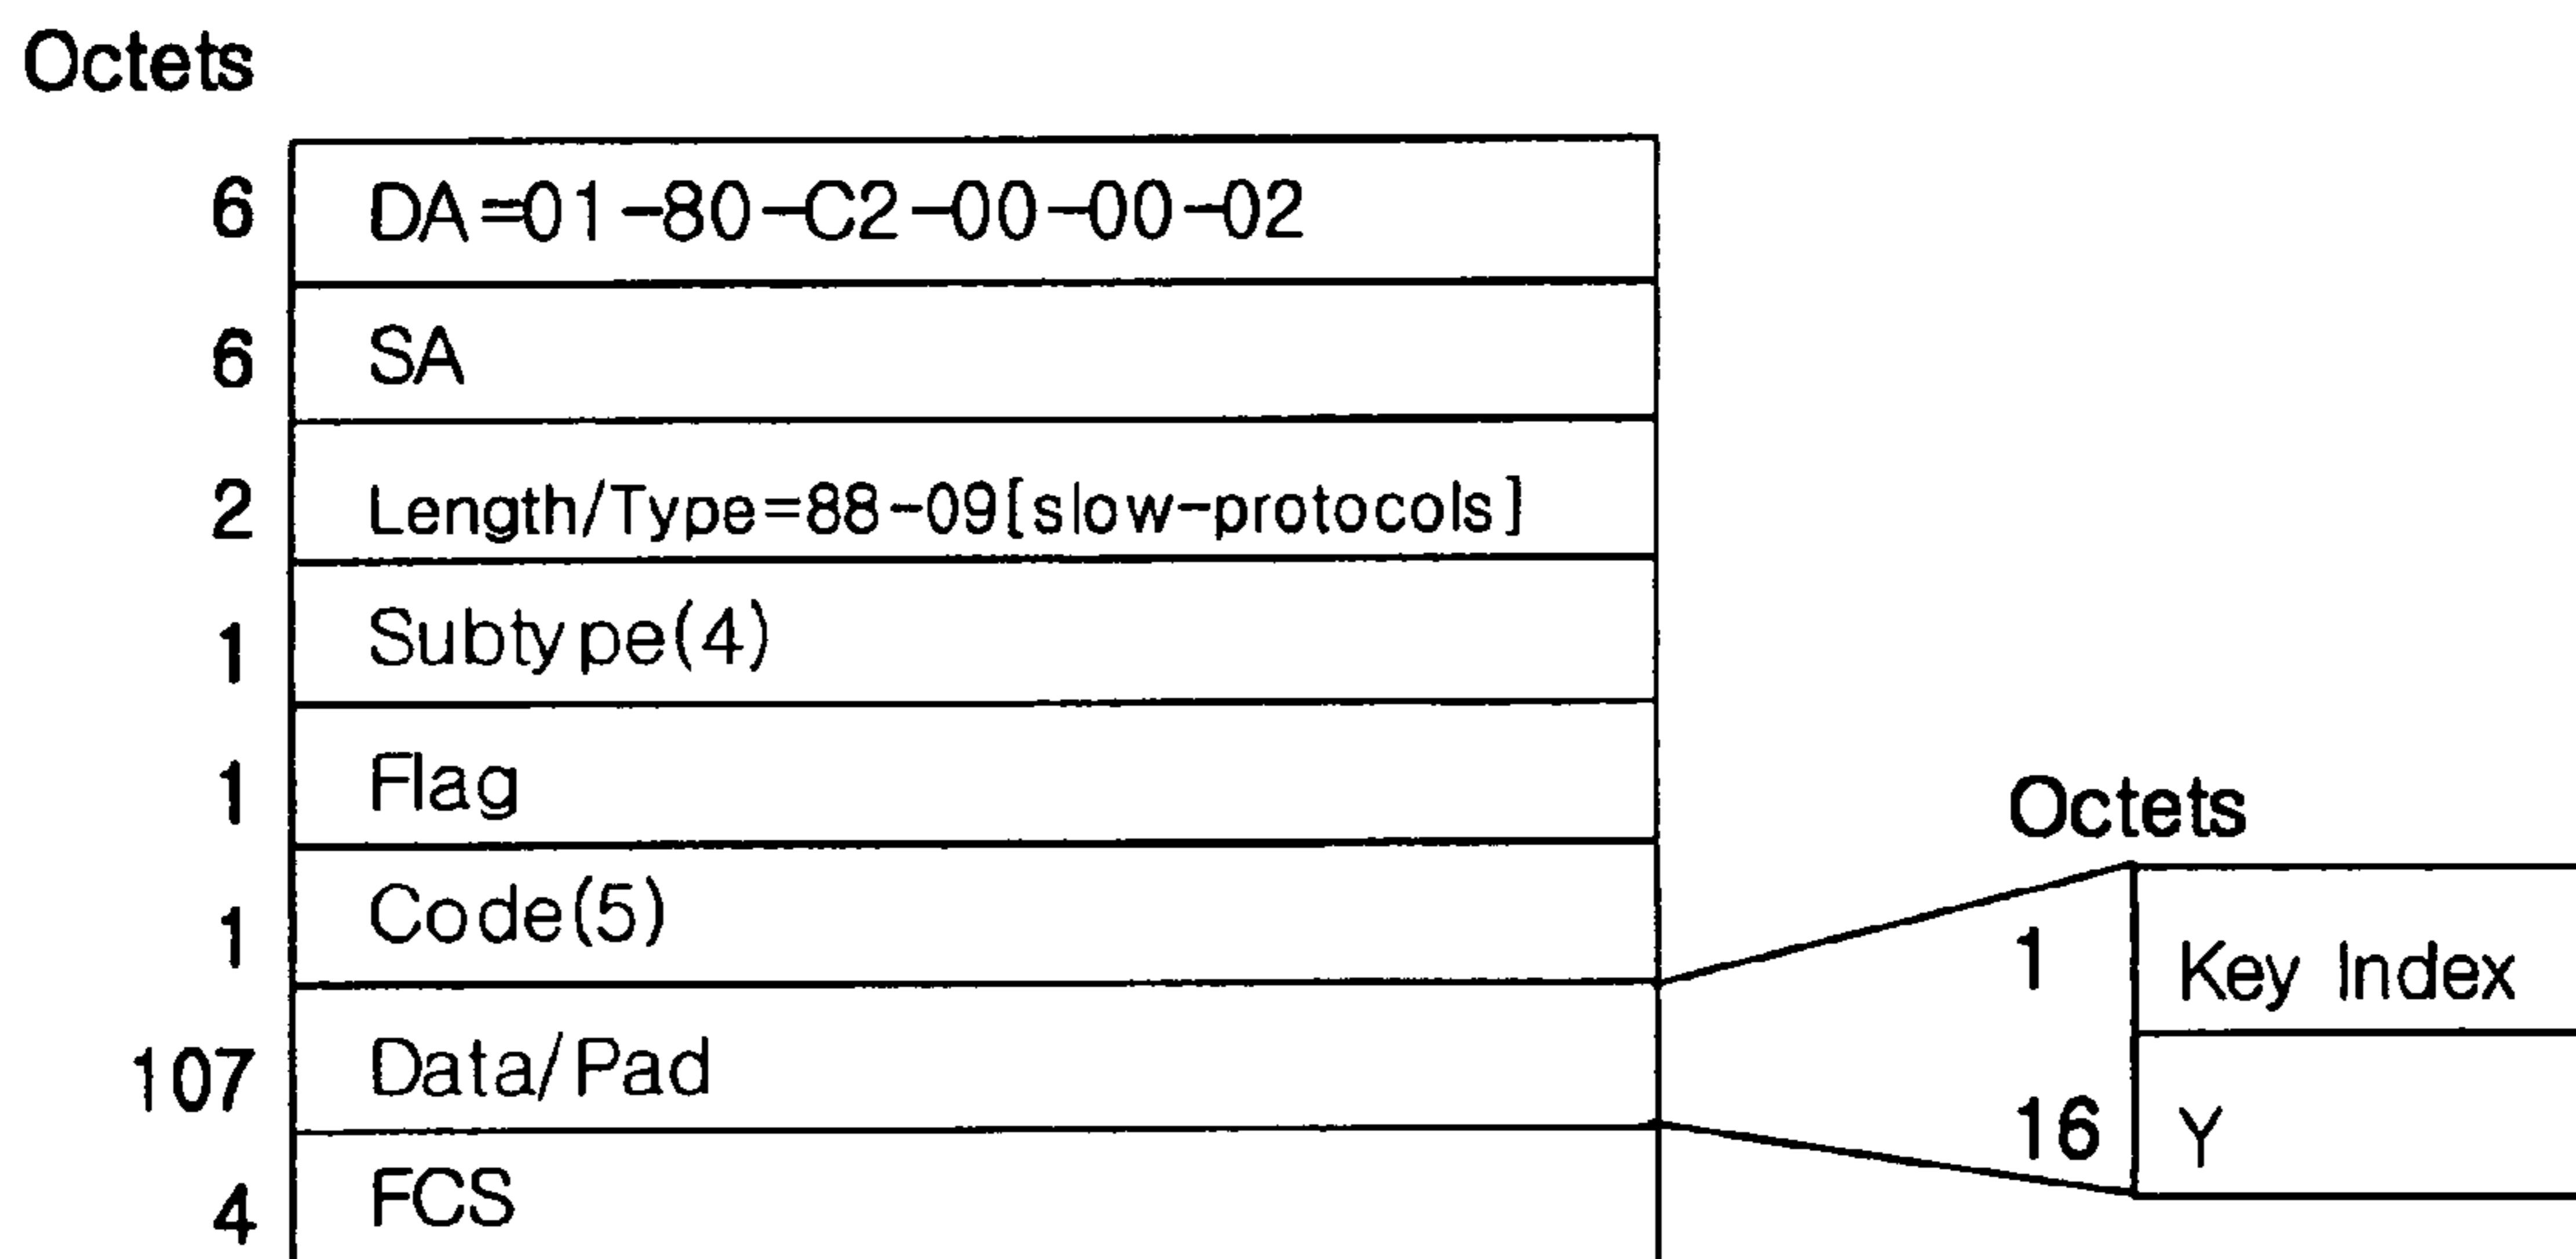 Octets
6 DA=01-80-C2-00-00-02
6 SA
2 Length/Type=88-09[slow-protocols]
1 Subtype(4)
1 Flag
1 Code(5)
107 Data/Pad
4 FCS
Octets
1 Key Index
16 Y